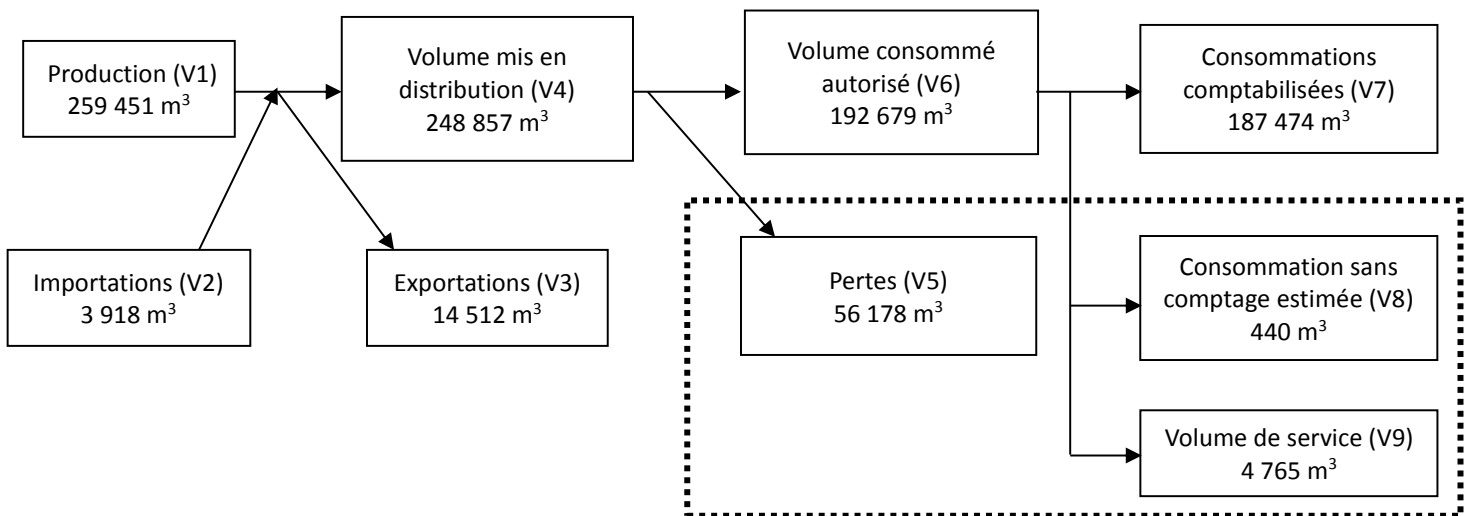 Production (V1)
259 451 m³
Volume mis en
distribution (V4)
248 857 m³
Volume consommé
autorisé (V6)
192 679 m³
Consommations
comptabilisées (V7)
187 474 m³
Importations (V2)
3 918 m³
Exportations (V3)
14 512 m³
Pertes (V5)
56 178 m³
Consommation sans
comptage estimée (V8)
440 m³
Volume de service (V9)
4 765 m³